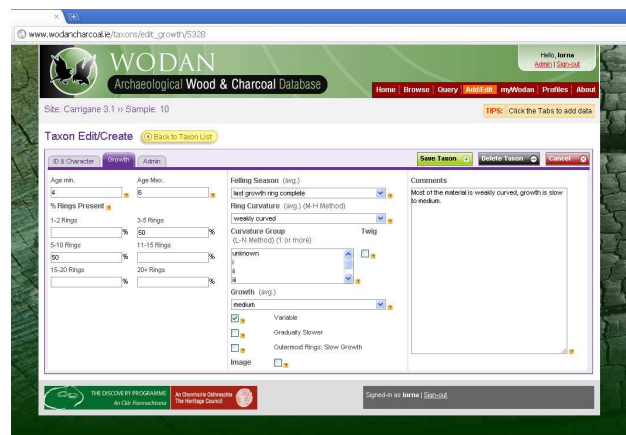 www.wodancharcoal.ie/taxons/edit_growth/5328
WODAN
Archaeological Wood & Charcoal Database
Hello, lorna
Admin | Sign-out
Home | Browse | Query | Add/Edit | myWodan | Profiles | About
Site: Carrigane 3.1 ›› Sample: 10
TIPS: Click the Tabs to add data
Taxon Edit/Create
Back to Taxon List
ID & Character
Growth
Admin
Save Taxon
Delete Taxon
Cancel
Age min.
Age Max.
4
6
% Rings Present
1-2 Rings
3-5 Rings
%
50 %
5-10 Rings
11-15 Rings
50 %
%
15-20 Rings
20+ Rings
%
%
Felling Season (avg.)
last growth ring complete
Ring Curvature (avg.) (M-H Method)
weakly curved
Curvature Group
(L-N Method) (1 or more)
Twig
unknown
i
ii
iii
Growth (avg.)
medium
Variable
Gradually Slower
Outermost Rings: Slow Growth
Image
Comments
Most of the material is weakly curved, growth is slow
to medium.
THE DISCOVERY PROGRAMME
An Clár Fionnachtana
An Chomhairle Oidhreachta
The Heritage Council
Signed-in as lorna | Sign-out